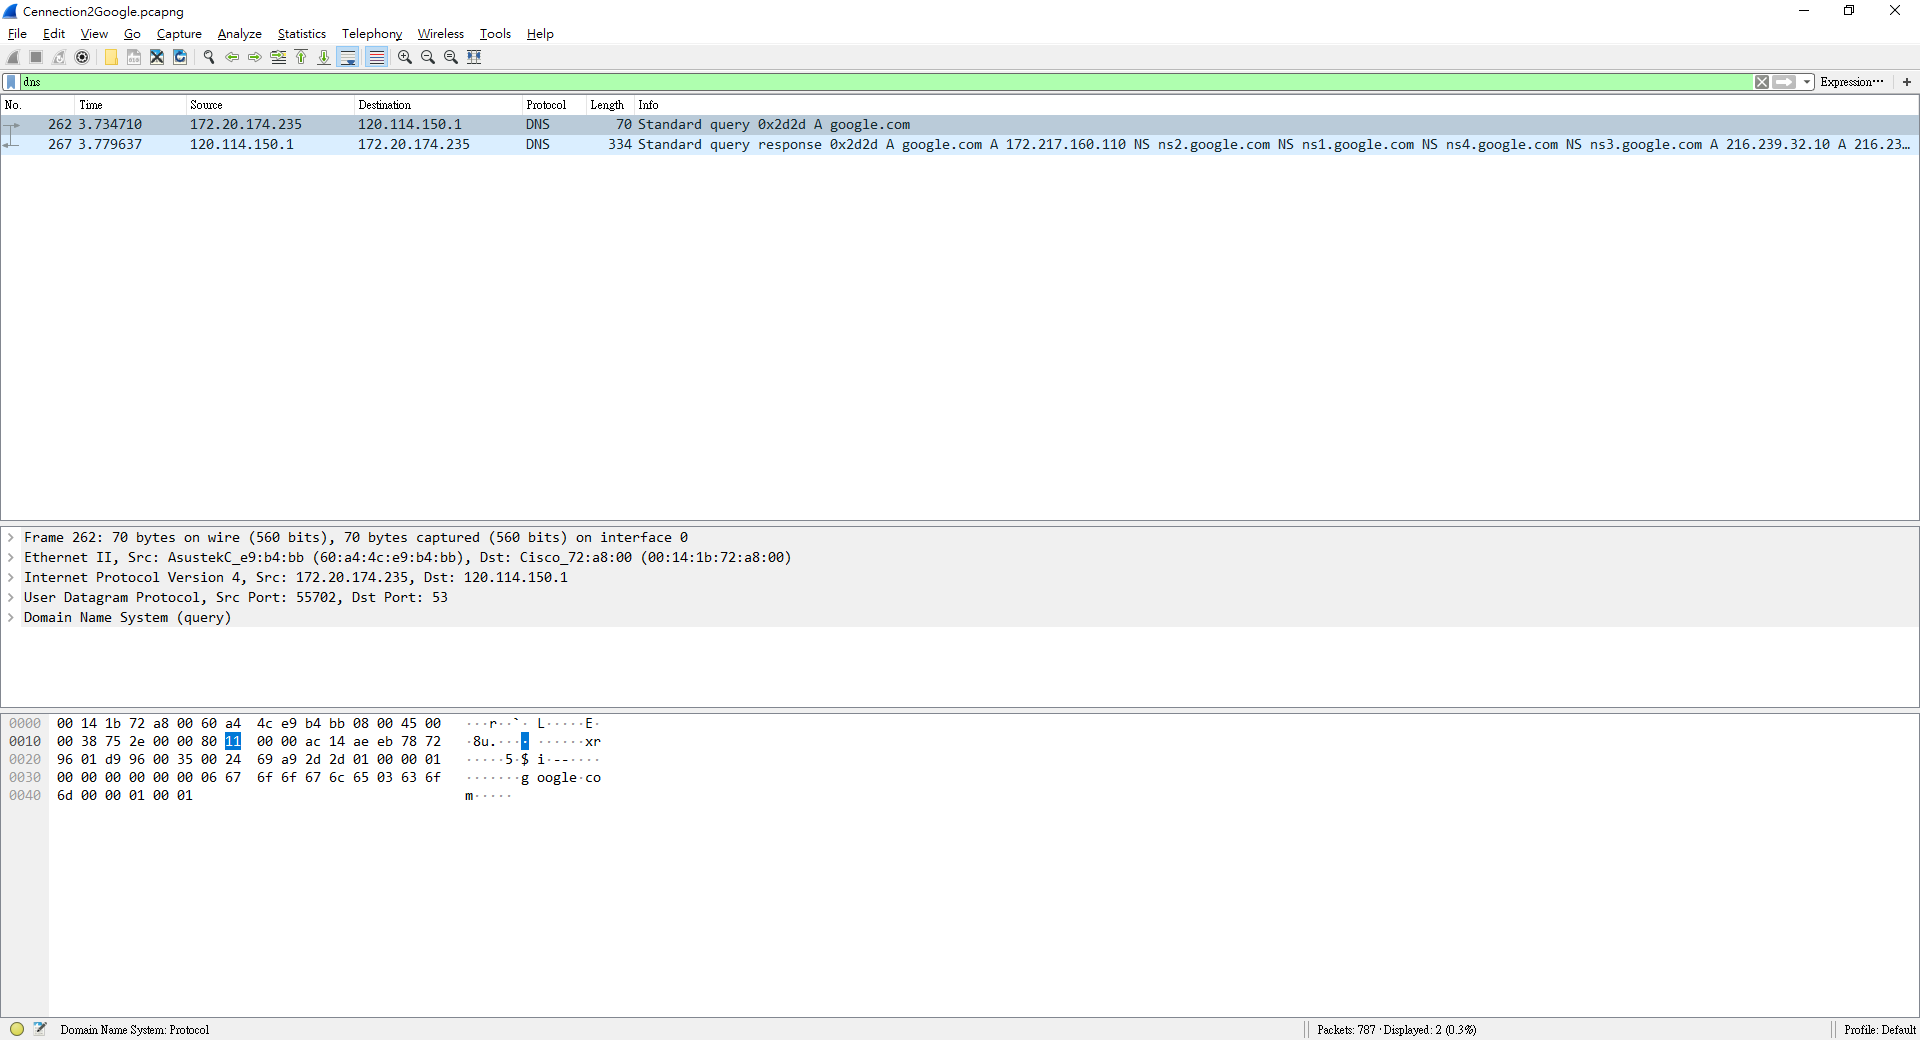 Cennection2Google.pcapng
File Edit View Go Capture Analyze Statistics Telephony Wireless Tools Help
dns Expression⋯ +
No. Time Source Destination Protocol Length Info
262 3.734710 172.20.174.235 120.114.150.1 DNS 70 Standard query 0x2d2d A google.com
267 3.779637 120.114.150.1 172.20.174.235 DNS 334 Standard query response 0x2d2d A google.com A 172.217.160.110 NS ns2.google.com NS ns1.google.com NS ns4.google.com NS ns3.google.com A 216.239.32.10 A 216.23…
Frame 262: 70 bytes on wire (560 bits), 70 bytes captured (560 bits) on interface 0
Ethernet II, Src: AsustekC_e9:b4:bb (60:a4:4c:e9:b4:bb), Dst: Cisco_72:a8:00 (00:14:1b:72:a8:00)
Internet Protocol Version 4, Src: 172.20.174.235, Dst: 120.114.150.1
User Datagram Protocol, Src Port: 55702, Dst Port: 53
Domain Name System (query)
0000 00 14 1b 72 a8 00 60 a4 4c e9 b4 bb 08 00 45 00 ···r··`· L·····E·
0010 00 38 75 2e 00 00 80 11 00 00 ac 14 ae eb 78 72 ·8u.···· ······xr
0020 96 01 d9 96 00 35 00 24 69 a9 2d 2d 01 00 00 01 ·····5·$ i·--····
0030 00 00 00 00 00 00 06 67 6f 6f 67 6c 65 03 63 6f ·······g oogle·co
0040 6d 00 00 01 00 01 m·····
Domain Name System: Protocol Packets: 787 · Displayed: 2 (0.3%) Profile: Default